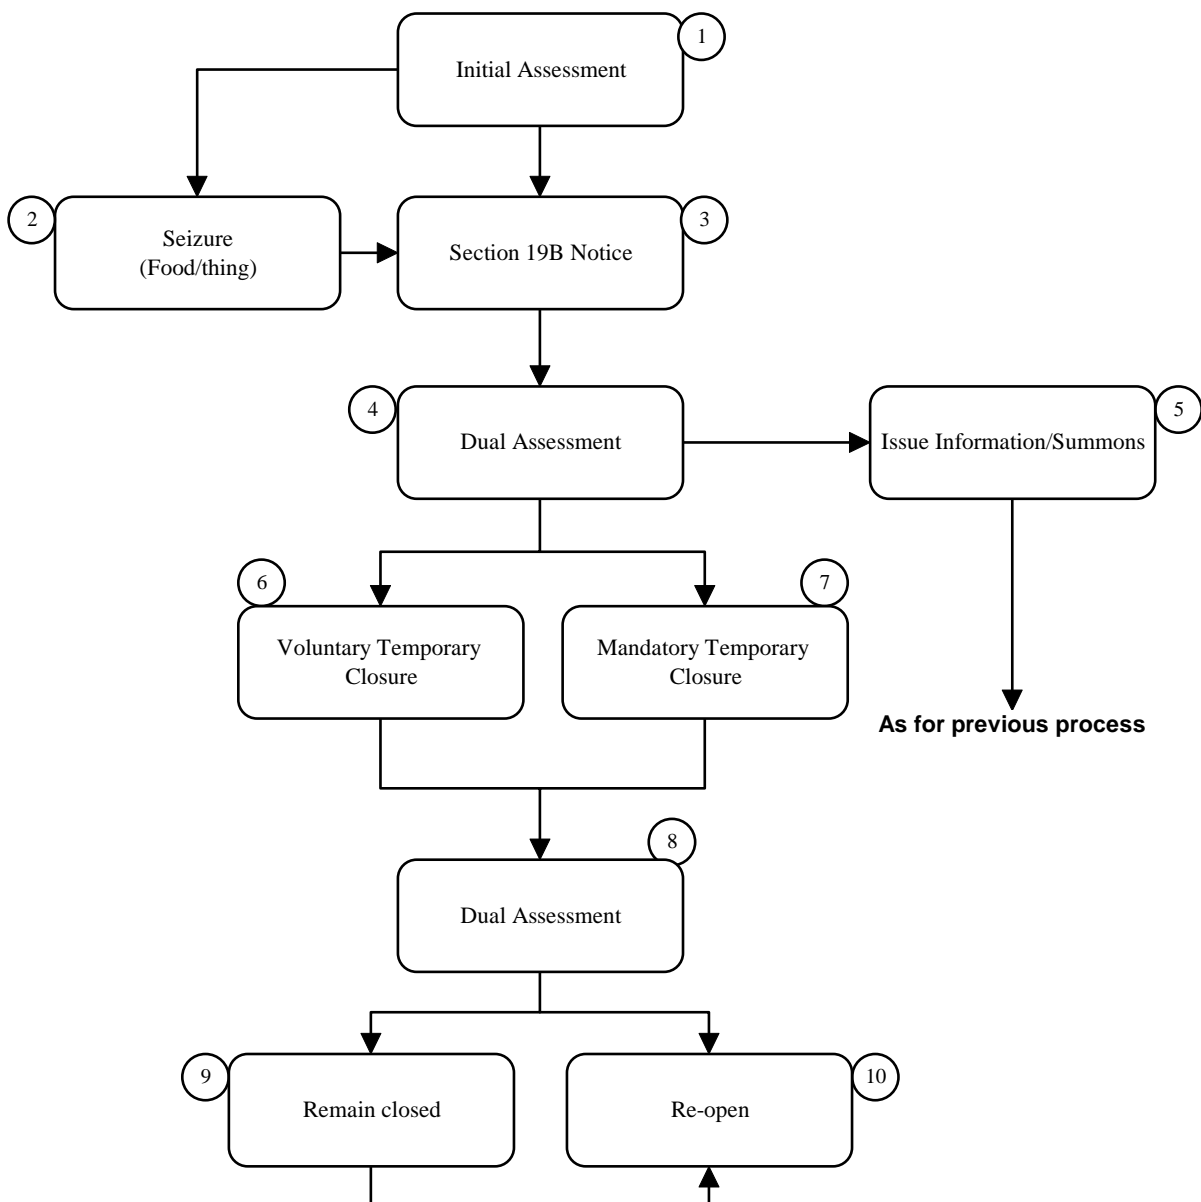 1
Initial Assessment
2
Seizure
(Food/thing)
3
Section 19B Notice
4
Dual Assessment
5
Issue Information/Summons
6
Voluntary Temporary
Closure
7
Mandatory Temporary
Closure
As for previous process
8
Dual Assessment
9
Remain closed
10
Re-open